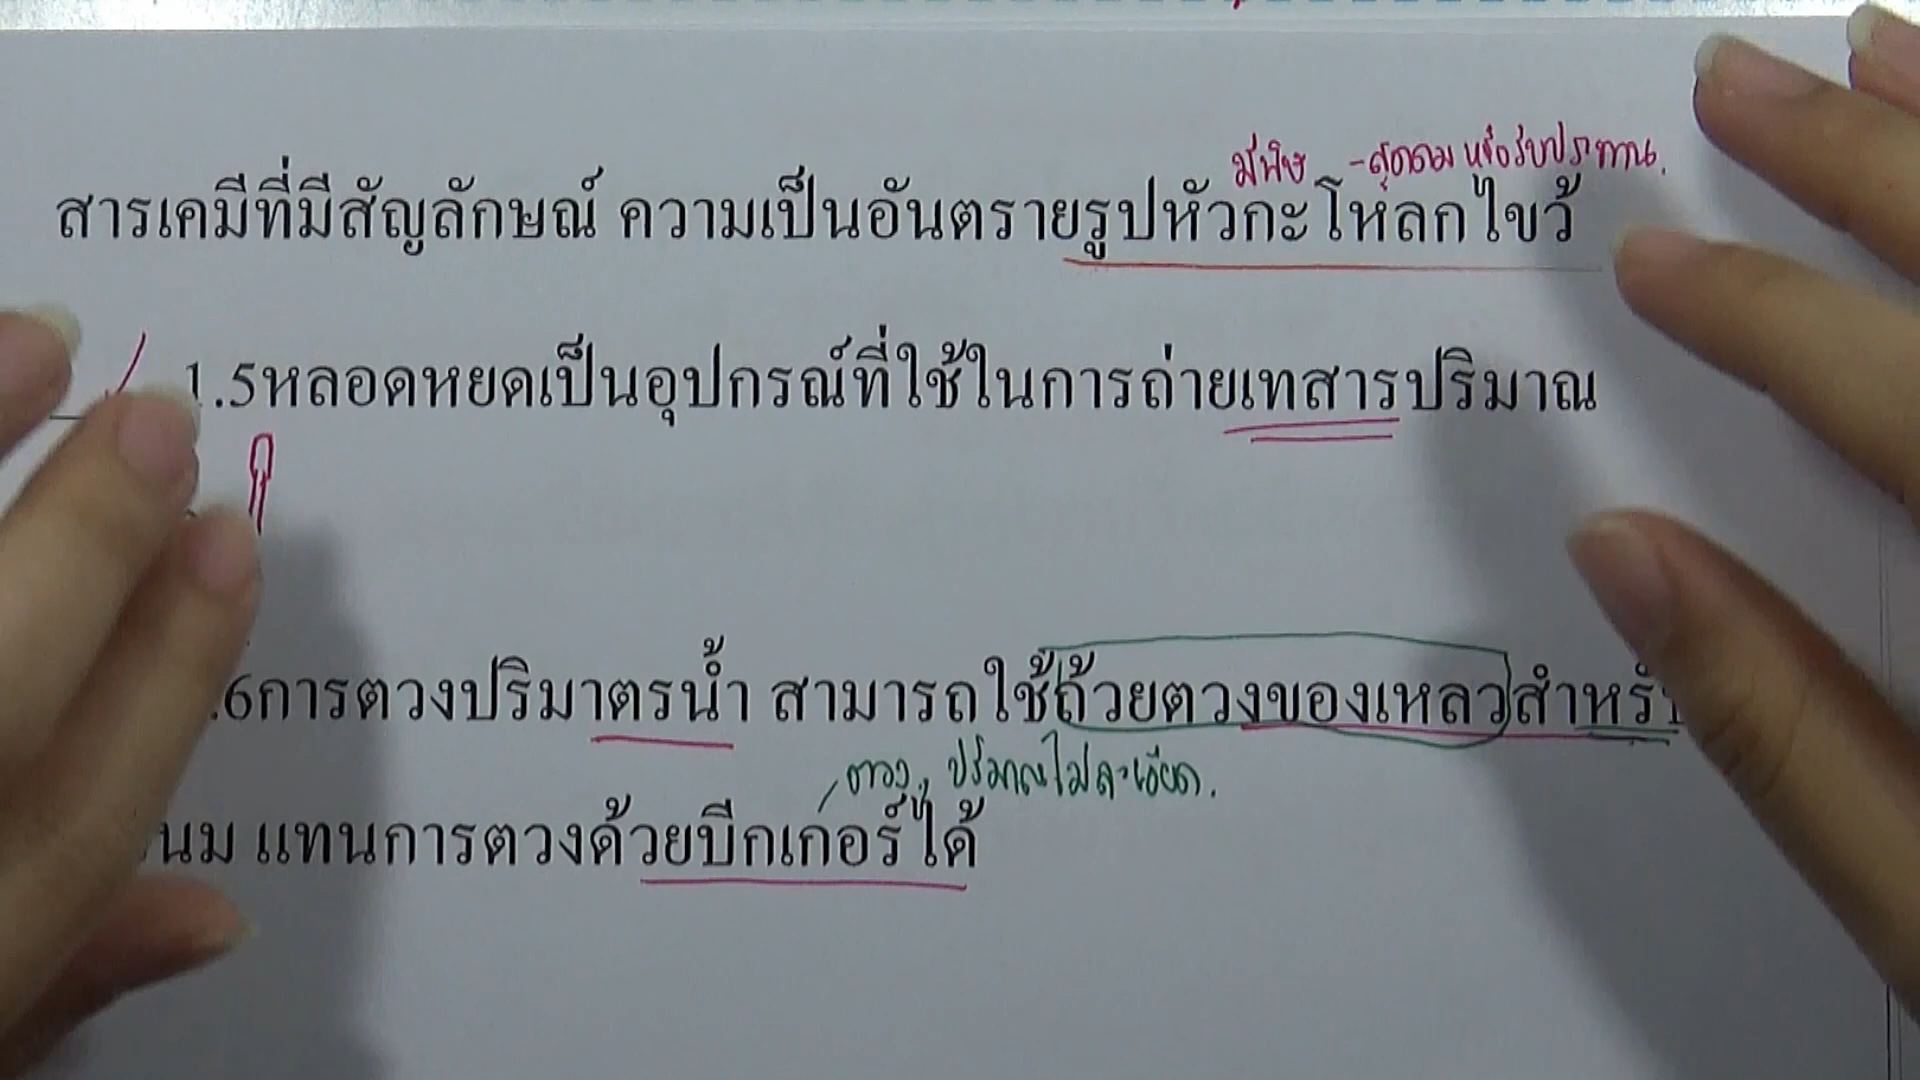 มีพิษ -สูดดม หรือรับประทาน.
สารเคมีที่มีสัญลักษณ์ ความเป็นอันตรายรูปหัวกะโหลกไขว้
1.5หลอดหยดเป็นอุปกรณ์ที่ใช้ในการถ่ายเทสารปริมาณ
.6การตวงปริมาตรน้ำ สามารถใช้ถ้วยตวงของเหลวสำหรับ
ตวง, ปริมาณไม่ละเอียด.
นม แทนการตวงด้วยบีกเก่อร์ได้